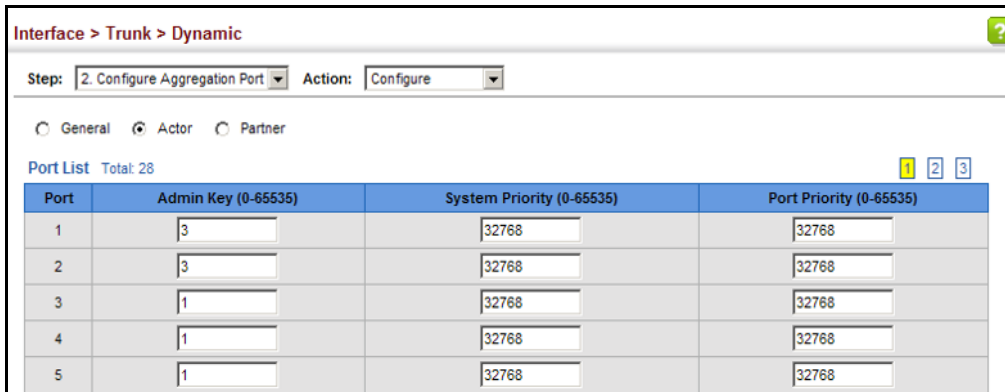 Interface > Trunk > Dynamic
?
Step: 2. Configure Aggregation Port Action: Configure
General Actor Partner
Port List Total: 28 1 2 3
Port Admin Key (0-65535) System Priority (0-65535) Port Priority (0-65535)
1 3 32768 32768
2 3 32768 32768
3 1 32768 32768
4 1 32768 32768
5 1 32768 32768